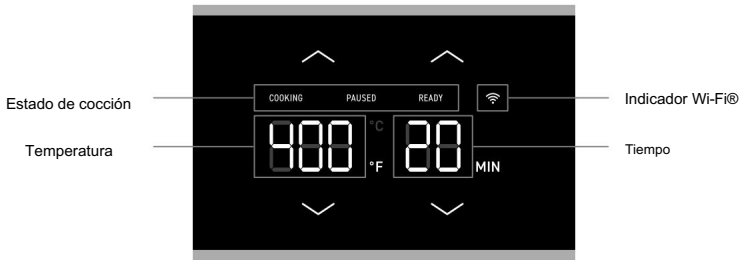 COOKING PAUSED READY
Estado de cocción
Indicador Wi-Fi®
°C
Temperatura
400 °F 20 MIN
Tiempo